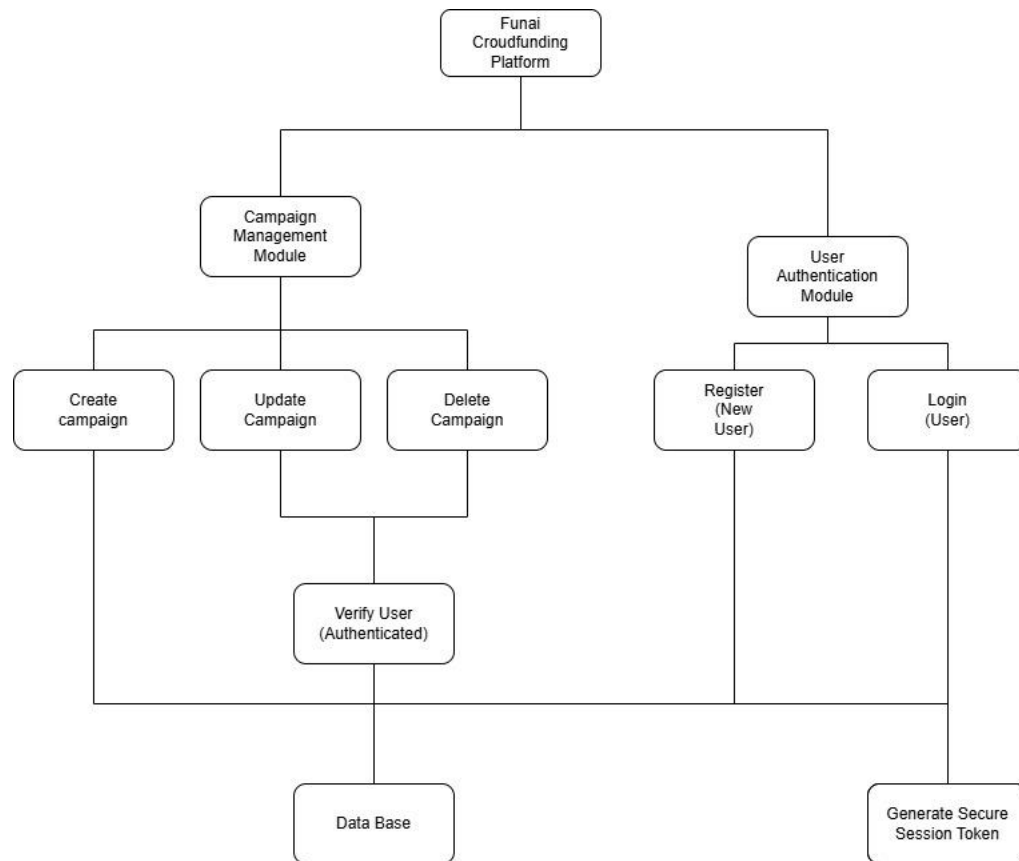 Funai
Croudfunding
Platform
Campaign
Management
Module
User
Authentication
Module
Create
campaign
Update
Campaign
Delete
Campaign
Register
(New
User)
Login
(User)
Verify User
(Authenticated)
Data Base
Generate Secure
Session Token